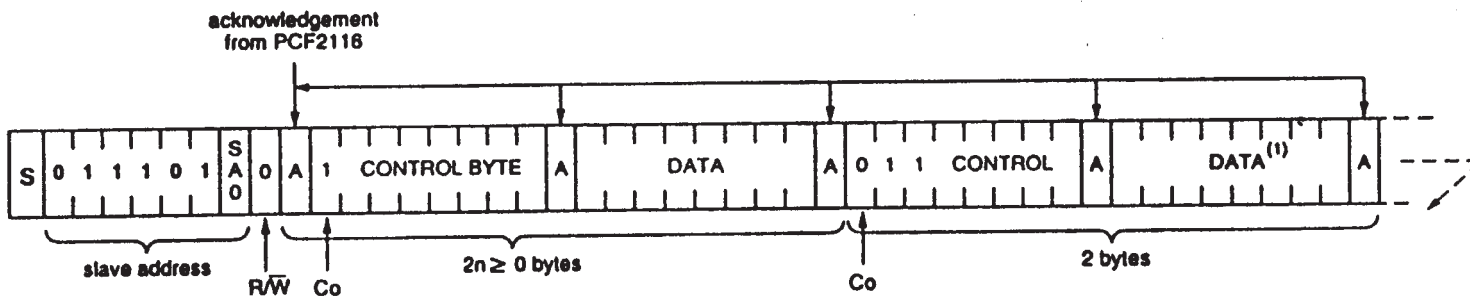 acknowledgement
from PCF2116
S 0 1 1 1 0 1 SA0 0 A 1 CONTROL BYTE A DATA A 0 1 1 CONTROL A DATA(1) A
slave address
2n ≥ 0 bytes
2 bytes
R/W̅ Co
Co